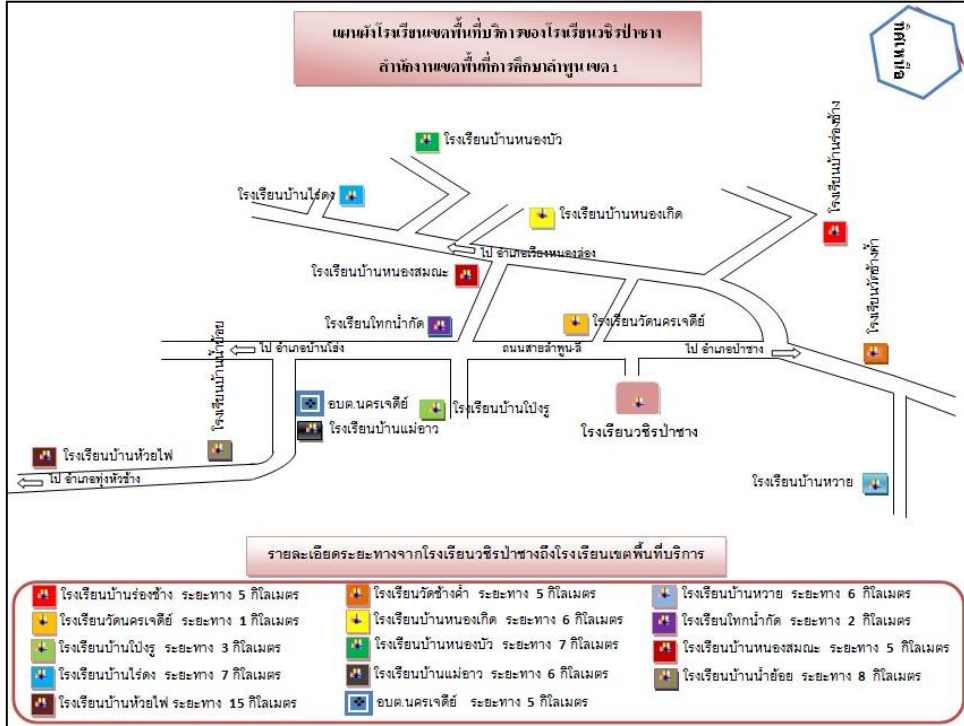 แผนผังโรงเรียนเขตพื้นที่บริการของโรงเรียนวชิรป่าซาง
สำนักงานเขตพื้นที่การศึกษาลำพูน เขต 1
ทิศเหนือ
โรงเรียนบ้านหนองบัว
โรงเรียนบ้านร่องช้าง
โรงเรียนบ้านไร่ดง
โรงเรียนบ้านหนองเกิด
ไป อำเภอเวียงหนองล่อง
โรงเรียนบ้านหนองสมณะ
โรงเรียนวัดช้างค้ำ
โรงเรียนโทกน้ำกัด
โรงเรียนวัดนครเจดีย์
โรงเรียนบ้านน้ำย้อย
ไป อำเภอบ้านโฮ่ง
ถนนสายลำพูน-ลี้
ไป อำเภอป่าซาง
อบต.นครเจดีย์
โรงเรียนบ้านโป่งรู
โรงเรียนบ้านแม่อาว
โรงเรียนวชิรป่าซาง
โรงเรียนบ้านห้วยไฟ
ไป อำเภอทุ่งหัวช้าง
โรงเรียนบ้านหวาย
รายละเอียดระยะทางจากโรงเรียนวชิรป่าซางถึงโรงเรียนเขตพื้นที่บริการ
โรงเรียนบ้านร่องช้าง ระยะทาง 5 กิโลเมตร
โรงเรียนวัดช้างค้ำ ระยะทาง 5 กิโลเมตร
โรงเรียนบ้านหวาย ระยะทาง 6 กิโลเมตร
โรงเรียนวัดนครเจดีย์ ระยะทาง 1 กิโลเมตร
โรงเรียนบ้านหนองเกิด ระยะทาง 6 กิโลเมตร
โรงเรียนโทกน้ำกัด ระยะทาง 2 กิโลเมตร
โรงเรียนบ้านโป่งรู ระยะทาง 3 กิโลเมตร
โรงเรียนบ้านหนองบัว ระยะทาง 7 กิโลเมตร
โรงเรียนบ้านหนองสมณะ ระยะทาง 5 กิโลเมตร
โรงเรียนบ้านไร่ดง ระยะทาง 7 กิโลเมตร
โรงเรียนบ้านแม่อาว ระยะทาง 6 กิโลเมตร
โรงเรียนบ้านน้ำย้อย ระยะทาง 8 กิโลเมตร
โรงเรียนบ้านห้วยไฟ ระยะทาง 15 กิโลเมตร
อบต.นครเจดีย์ ระยะทาง 5 กิโลเมตร